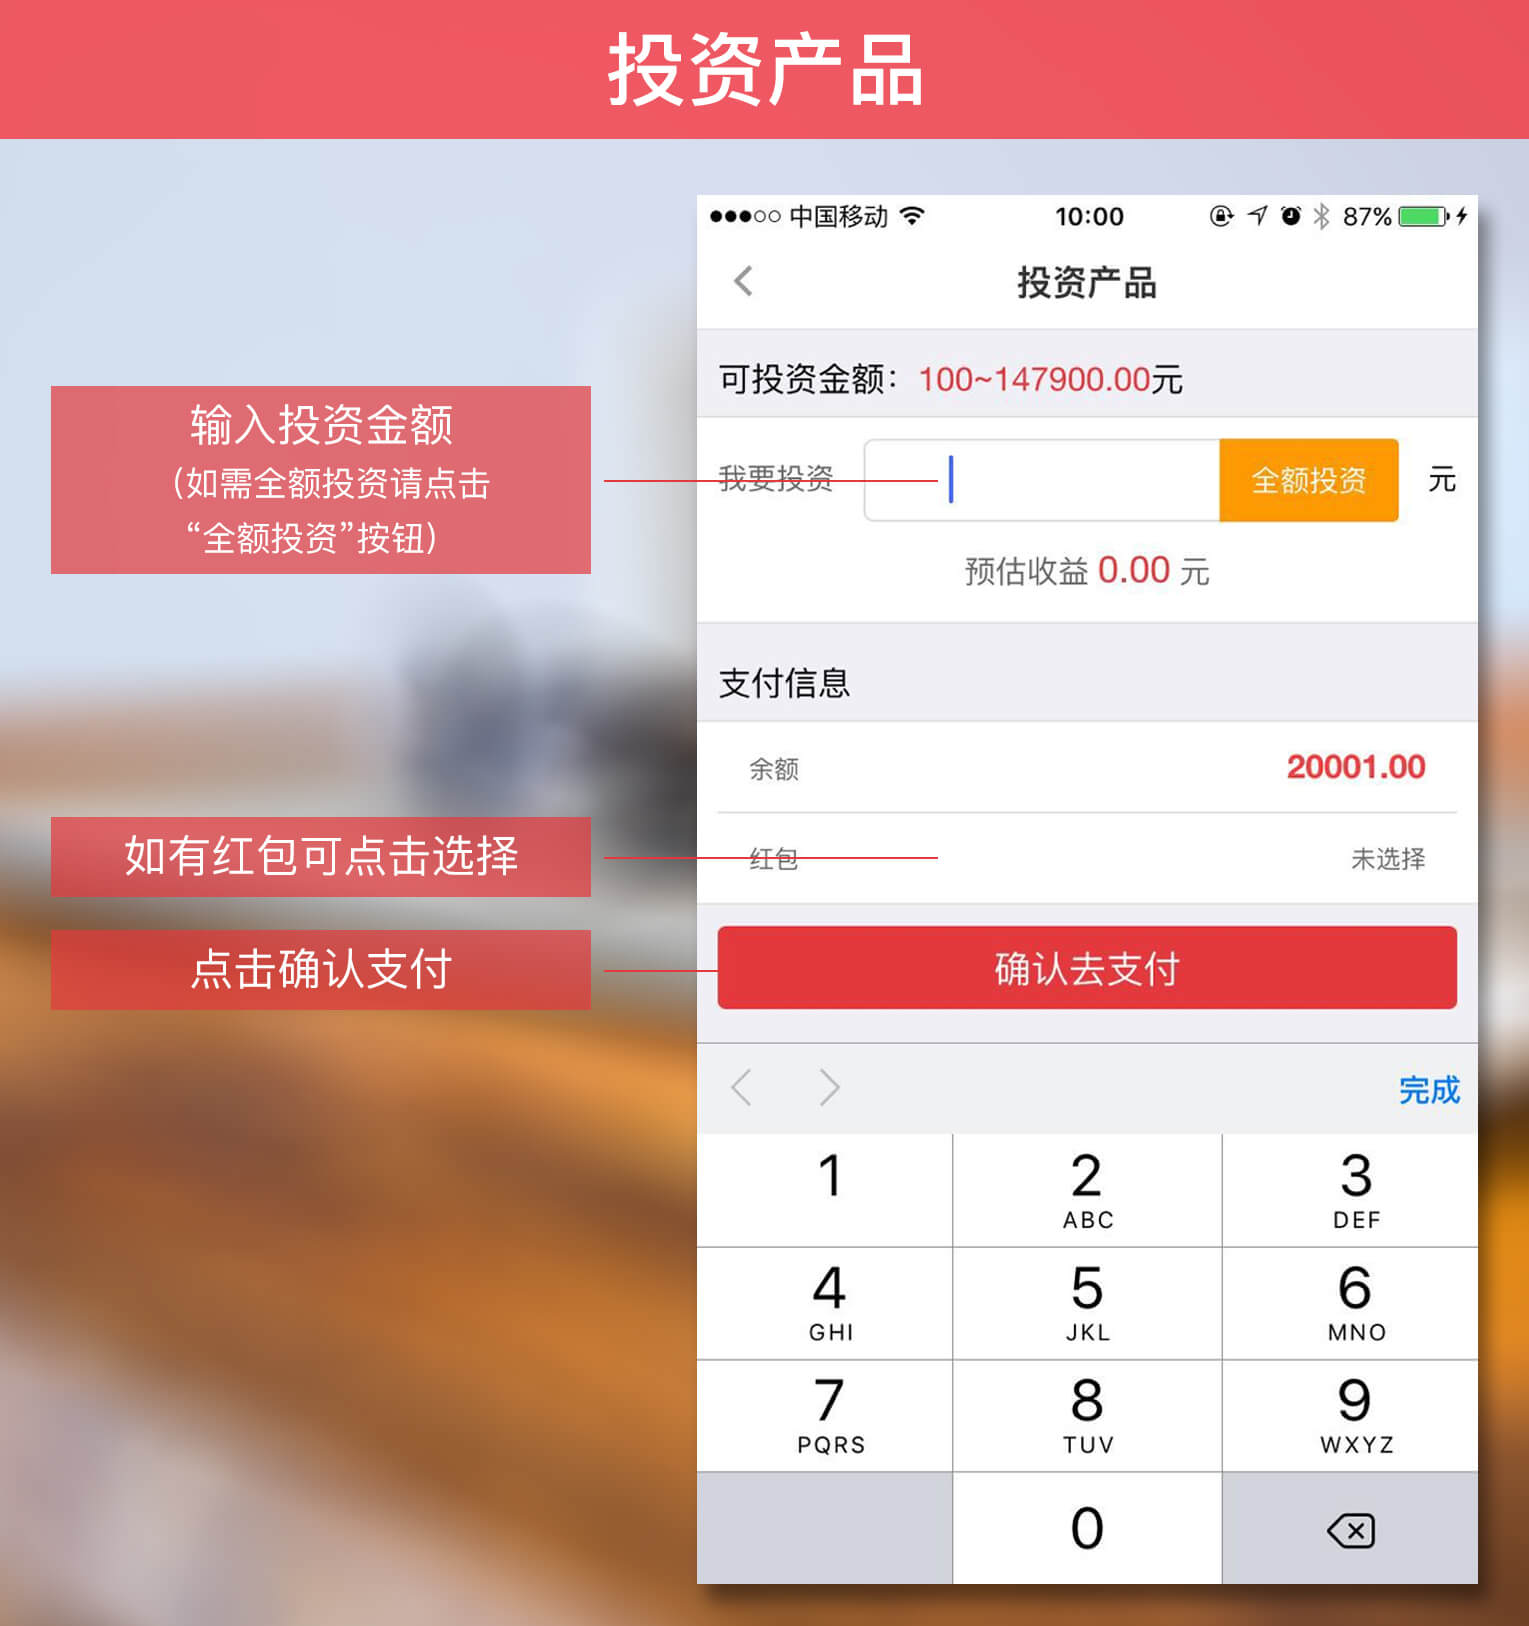 投资产品
中国移动 10:00 87%
投资产品
可投资金额：100~147900.00元
输入投资金额
（如需全额投资请点击
“全额投资”按钮）
我要投资 全额投资 元
预估收益 0.00 元
支付信息
余额 20001.00
如有红包可点击选择
红包 未选择
点击确认支付
确认去支付
完成
1 2 3
ABC DEF
4 5 6
GHI JKL MNO
7 8 9
PQRS TUV WXYZ
0